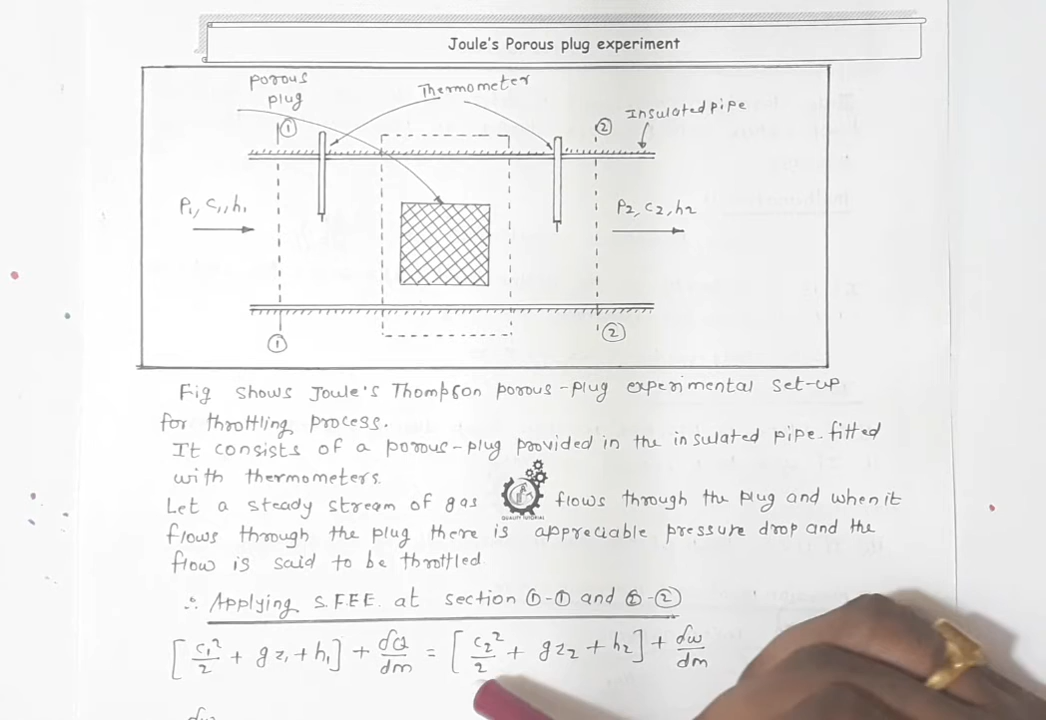 Joule's Porous plug experiment
Porous
plug
Thermometer
Insulated pipe
①
②
P1, C1, h1
P2, C2, h2
①
②
Fig shows Joule's Thompson porous-plug experimental set-up
for throttling process.
It consists of a porous-plug provided in the insulated pipe fitted
with thermometers.
Let a steady stream of gas flows through the plug and when it
QUALITY TUTORIAL
flows through the plug there is appreciable pressure drop and the
flow is said to be throttled
∴ Applying S.F.E.E. at section ①-① and ②-②
[C1²/2 + gz1 + h1] + dQ/dm = [C2²/2 + gz2 + h2] + dw/dm
dw